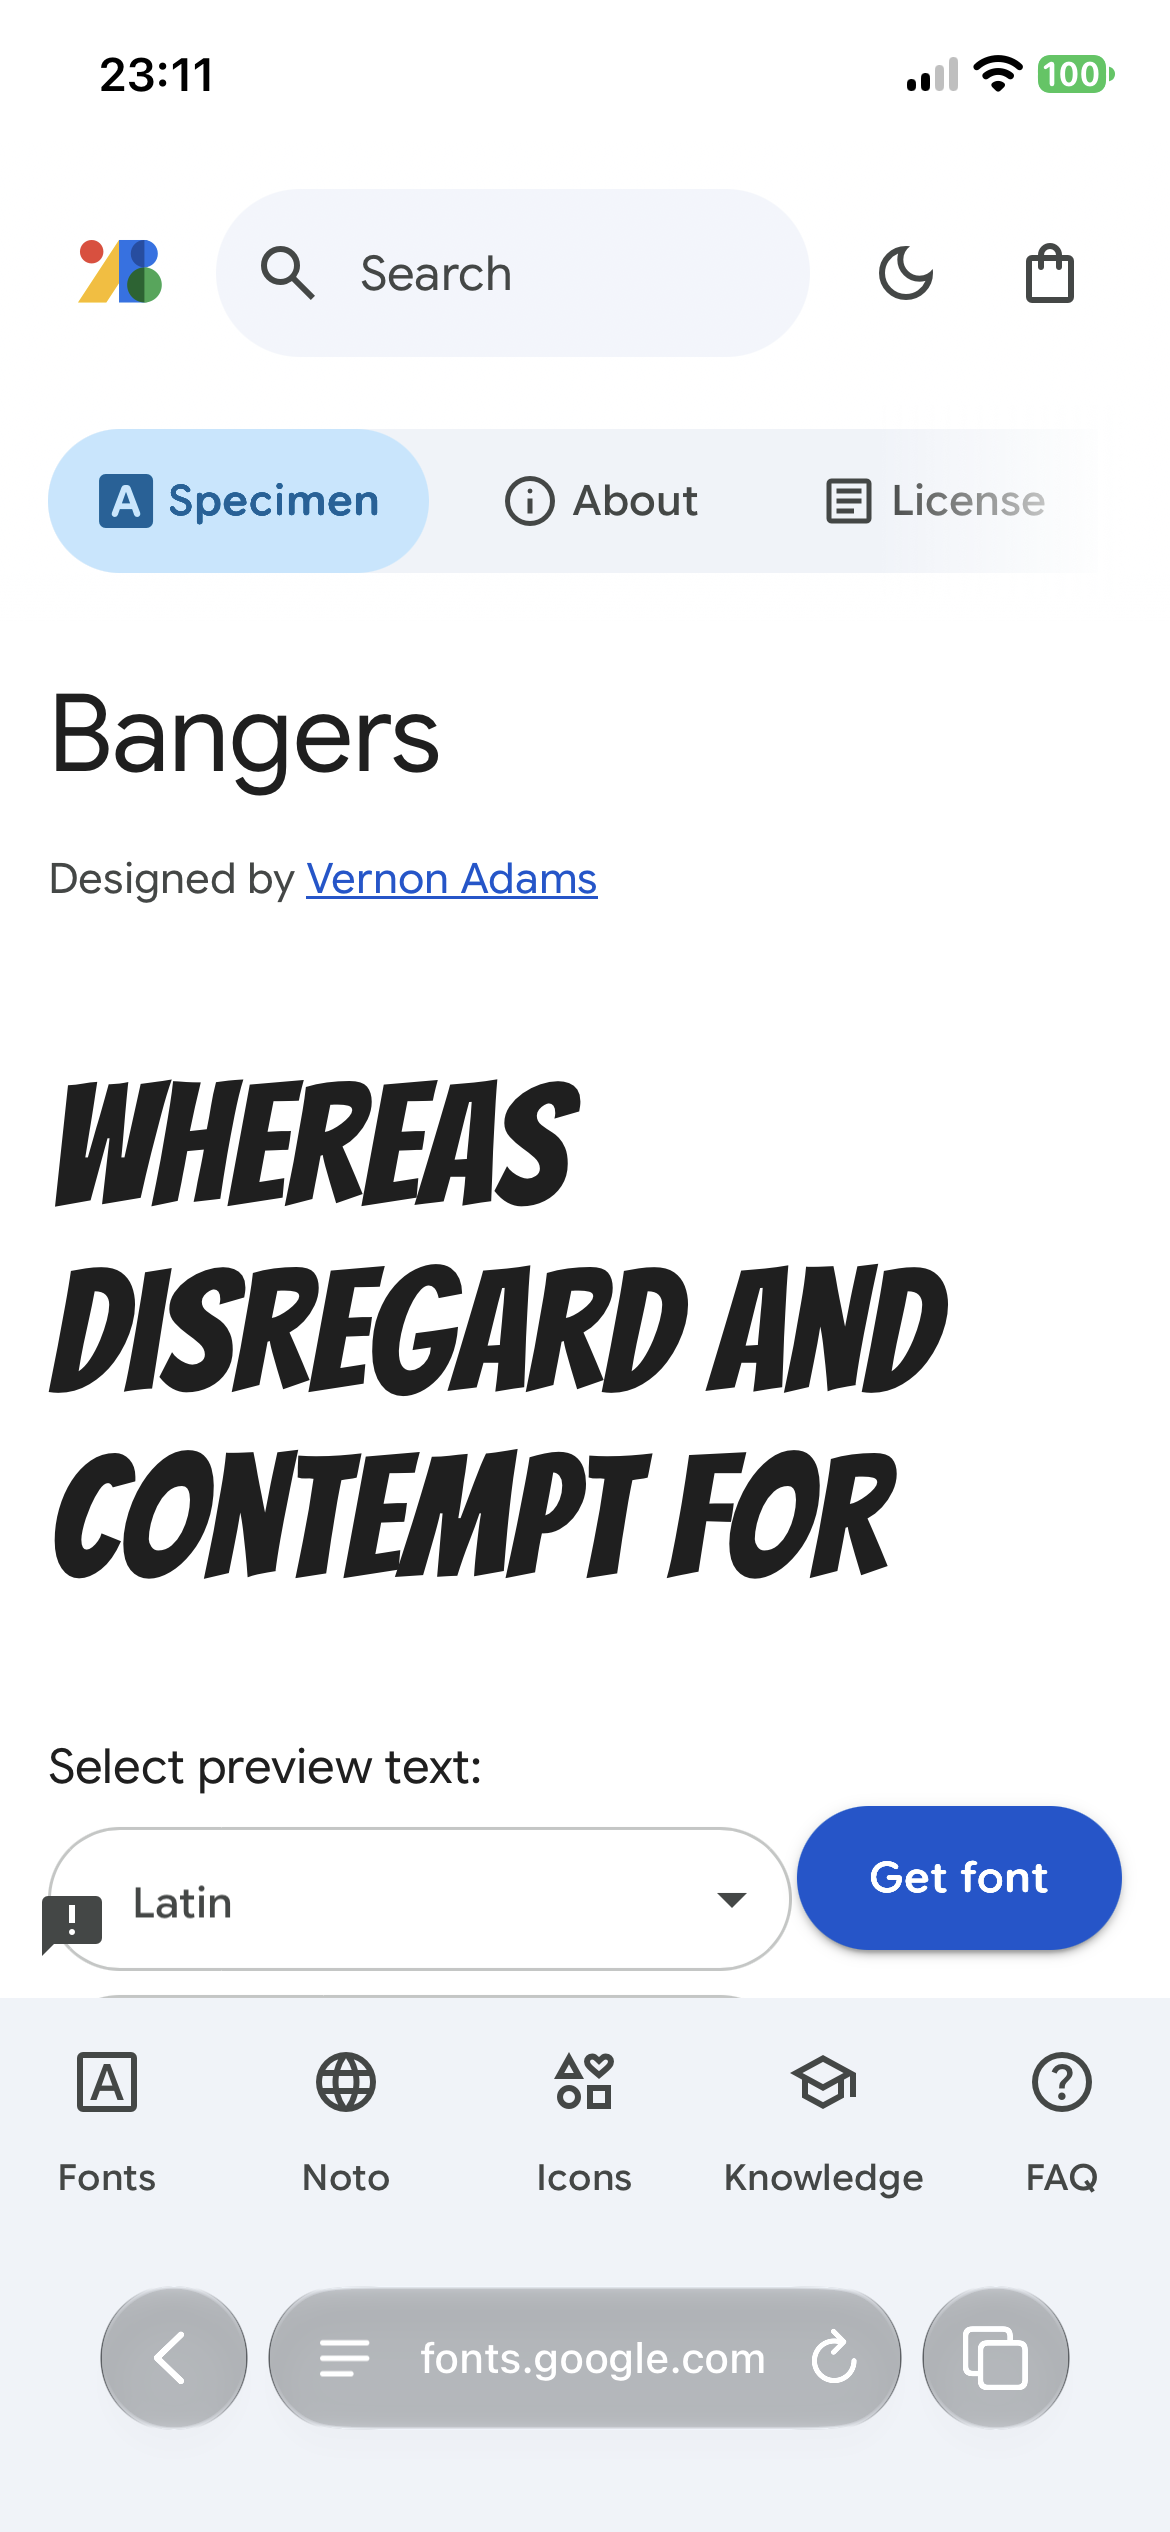 23:11
100
Search
Specimen
About
License
Bangers
Designed by Vernon Adams
WHEREAS
DISREGARD AND
CONTEMPT FOR
Select preview text:
Latin
Get font
Fonts
Noto
Icons
Knowledge
FAQ
fonts.google.com